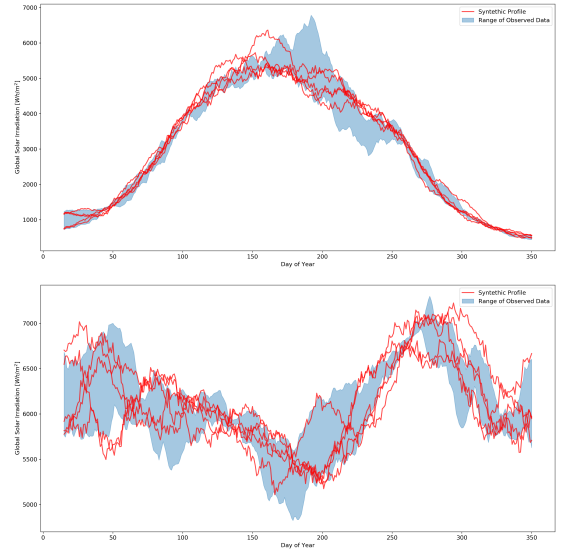 7000
6000
5000
4000
3000
2000
1000
Global Solar Irradiation [Wh/m²]
Syntethic Profile
Range of Observed Data
0 50 100 150 200 250 300 350
Day of Year
7000
6500
6000
5500
5000
Global Solar Irradiation [Wh/m²]
Syntethic Profile
Range of Observed Data
0 50 100 150 200 250 300 350
Day of Year